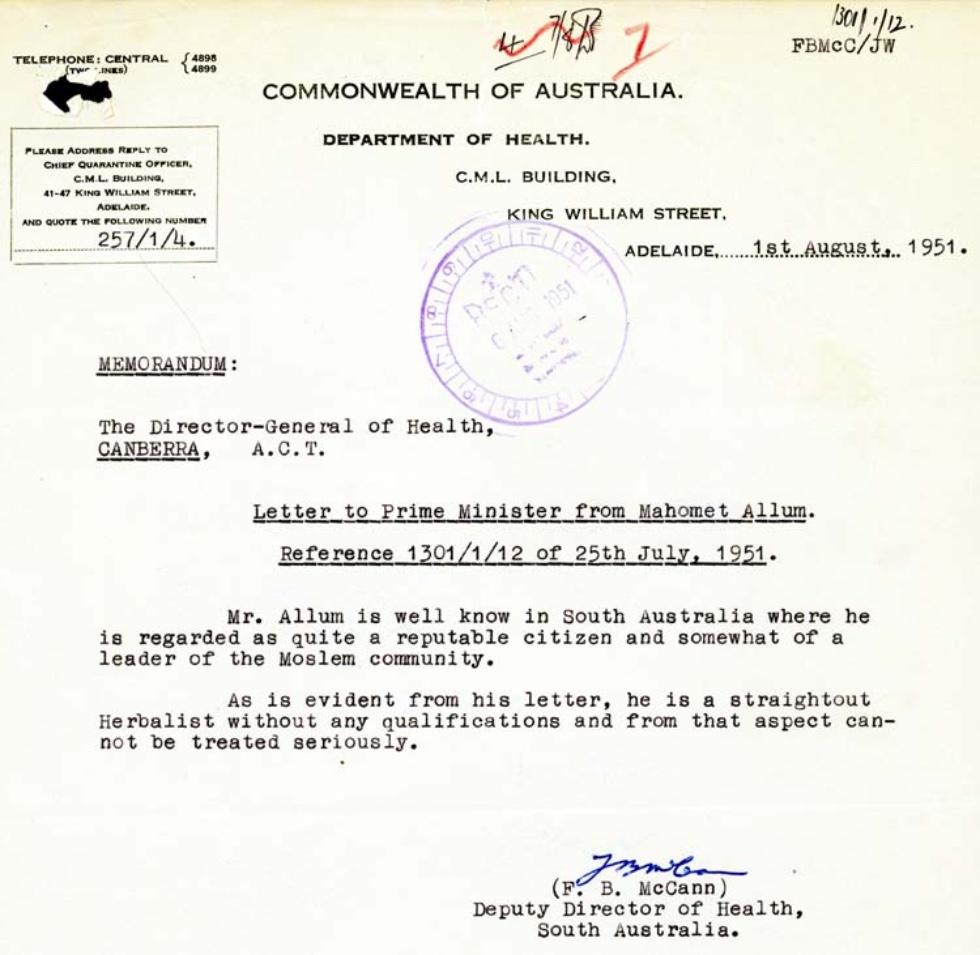 1301/1/12.
FBMcC/JW
TELEPHONE: CENTRAL { 4898
(TWO LINES) { 4899
COMMONWEALTH OF AUSTRALIA.
DEPARTMENT OF HEALTH.
C.M.L. BUILDING,
KING WILLIAM STREET,
ADELAIDE, 1st August, 1951.
PLEASE ADDRESS REPLY TO
CHIEF QUARANTINE OFFICER,
C.M.L. BUILDING,
41-47 KING WILLIAM STREET,
ADELAIDE.
AND QUOTE THE FOLLOWING NUMBER
257/1/4.
1951
MEMORANDUM:
The Director-General of Health,
CANBERRA, A.C.T.
Letter to Prime Minister from Mahomet Allum.
Reference 1301/1/12 of 25th July, 1951.
Mr. Allum is well know in South Australia where he
is regarded as quite a reputable citizen and somewhat of a
leader of the Moslem community.
As is evident from his letter, he is a straightout
Herbalist without any qualifications and from that aspect can-
not be treated seriously.
(F. B. McCann)
Deputy Director of Health,
South Australia.